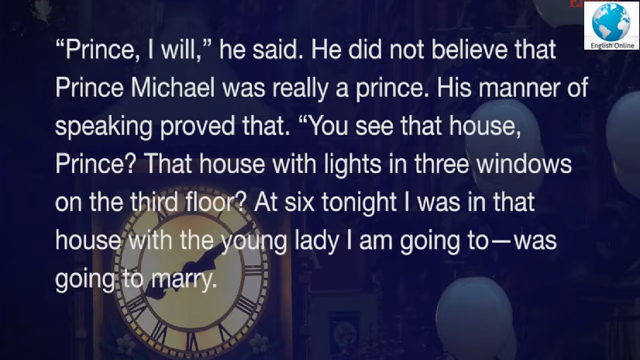 “Prince, I will,” he said. He did not believe that
Prince Michael was really a prince. His manner of
speaking proved that. “You see that house,
Prince? That house with lights in three windows
on the third floor? At six tonight I was in that
house with the young lady I am going to—was
going to marry.
English Online